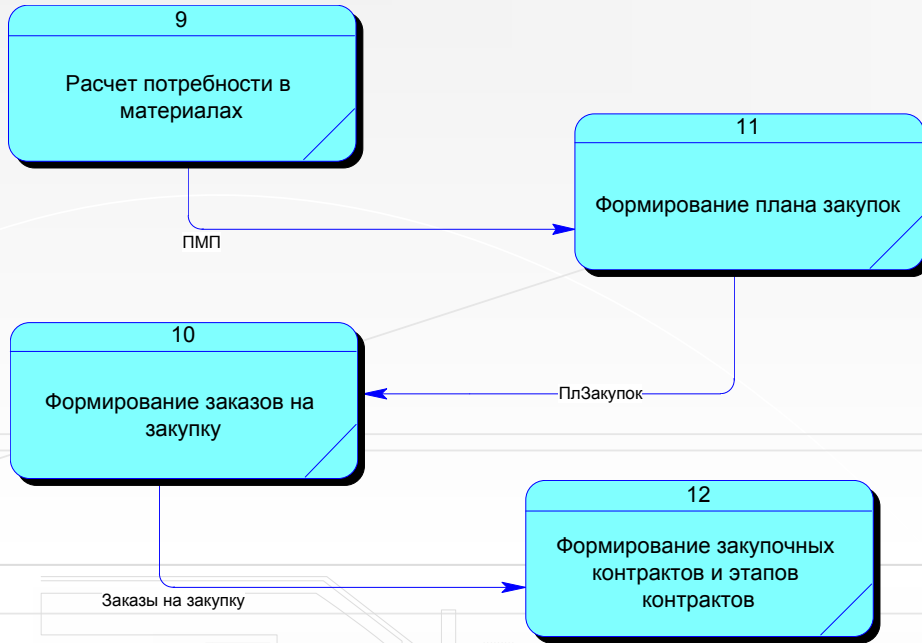 9
Расчет потребности в
материалах
11
Формирование плана закупок
ПМП
10
Формирование заказов на
закупку
ПлЗакупок
12
Формирование закупочных
контрактов и этапов
контрактов
Заказы на закупку